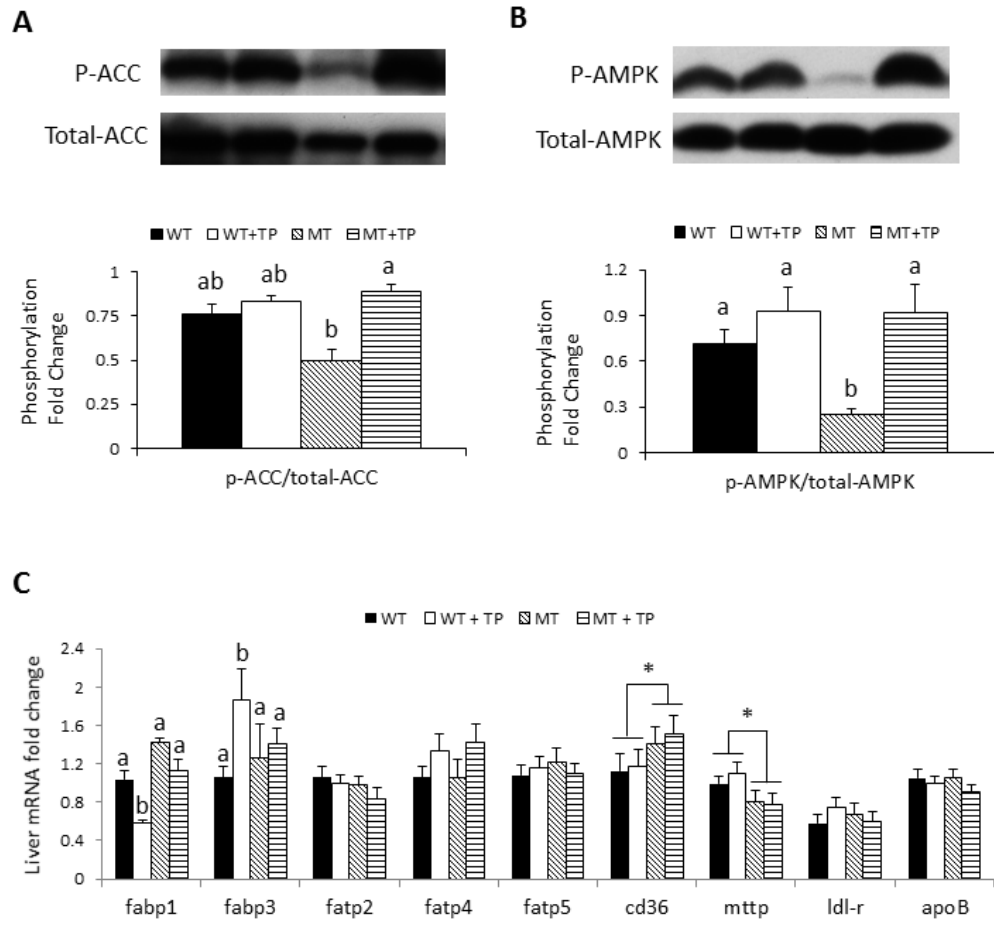 A
P-ACC
Total-ACC
WT WT+TP MT MT+TP
Phosphorylation
Fold Change
1
0.75
0.5
0.25
0
ab ab b a
p-ACC/total-ACC
B
P-AMPK
Total-AMPK
WT WT+TP MT MT+TP
Phosphorylation
Fold Change
1.2
0.9
0.6
0.3
0
a a b a
p-AMPK/total-AMPK
C
WT WT + TP MT MT + TP
Liver mRNA fold change
2.4
2
1.6
1.2
0.8
0.4
0
a b a a
a b a a
*
*
fabp1 fabp3 fatp2 fatp4 fatp5 cd36 mttp ldl-r apoB